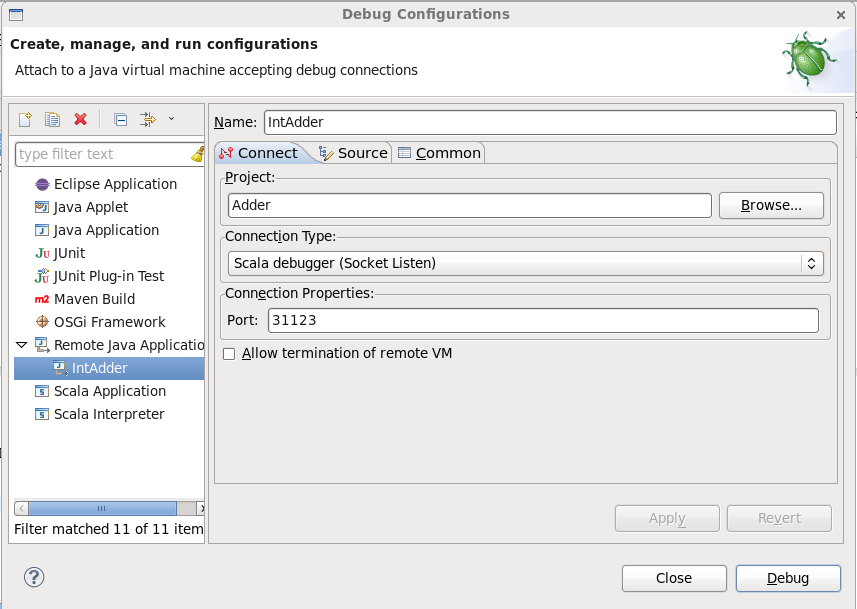 Debug Configurations
Create, manage, and run configurations
Attach to a Java virtual machine accepting debug connections
type filter text
Eclipse Application
Java Applet
Java Application
JUnit
JUnit Plug-in Test
Maven Build
OSGi Framework
Remote Java Applicatio
IntAdder
Scala Application
Scala Interpreter
Filter matched 11 of 11 item
Name: IntAdder
Connect Source Common
Project:
Adder Browse...
Connection Type:
Scala debugger (Socket Listen)
Connection Properties:
Port: 31123
Allow termination of remote VM
Apply Revert
Close Debug